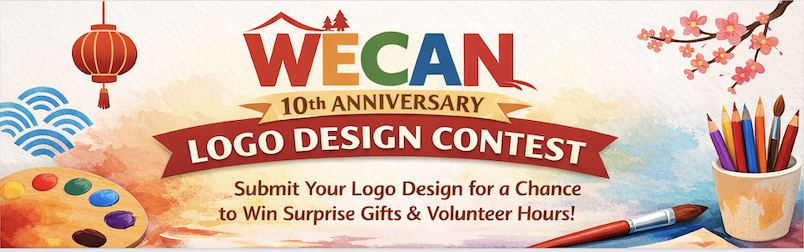 WECAN
10th ANNIVERSARY
LOGO DESIGN CONTEST
Submit Your Logo Design for a Chance
to Win Surprise Gifts & Volunteer Hours!